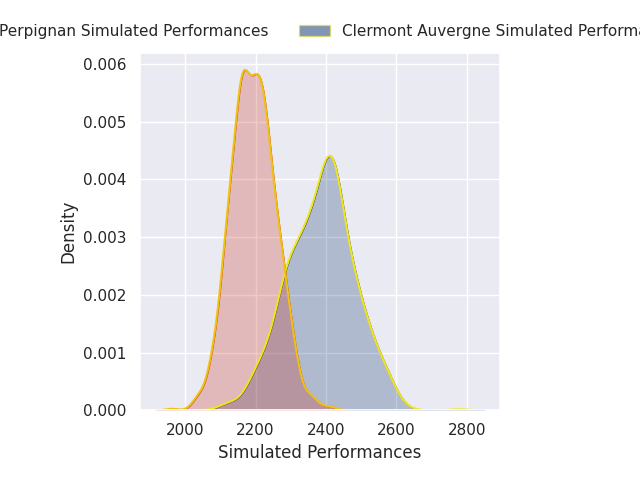 Perpignan Simulated Performances
Clermont Auvergne Simulated Performa
0.006
0.005
0.004
0.003
0.002
0.001
0.000
Density
2000 2200 2400 2600 2800
Simulated Performances